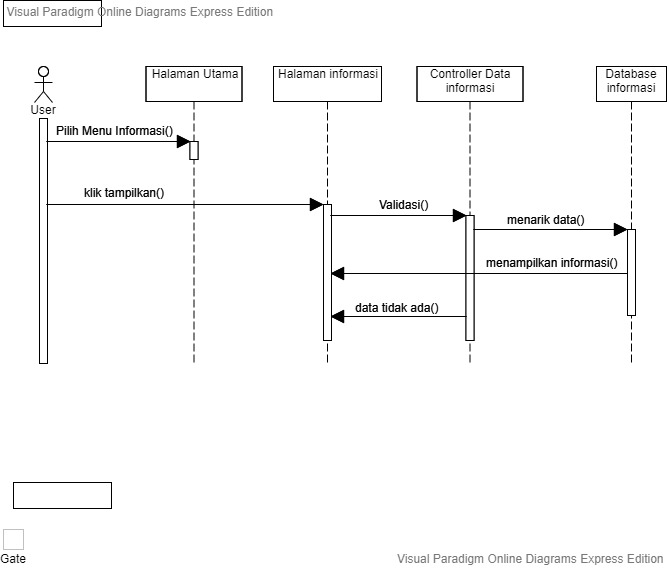 Visual Paradigm Online Diagrams Express Edition
Halaman Utama
Halaman informasi
Controller Data
informasi
Database
informasi
User
Pilih Menu Informasi()
klik tampilkan()
Validasi()
menarik data()
menampilkan informasi()
data tidak ada()
Gate
Visual Paradigm Online Diagrams Express Edition